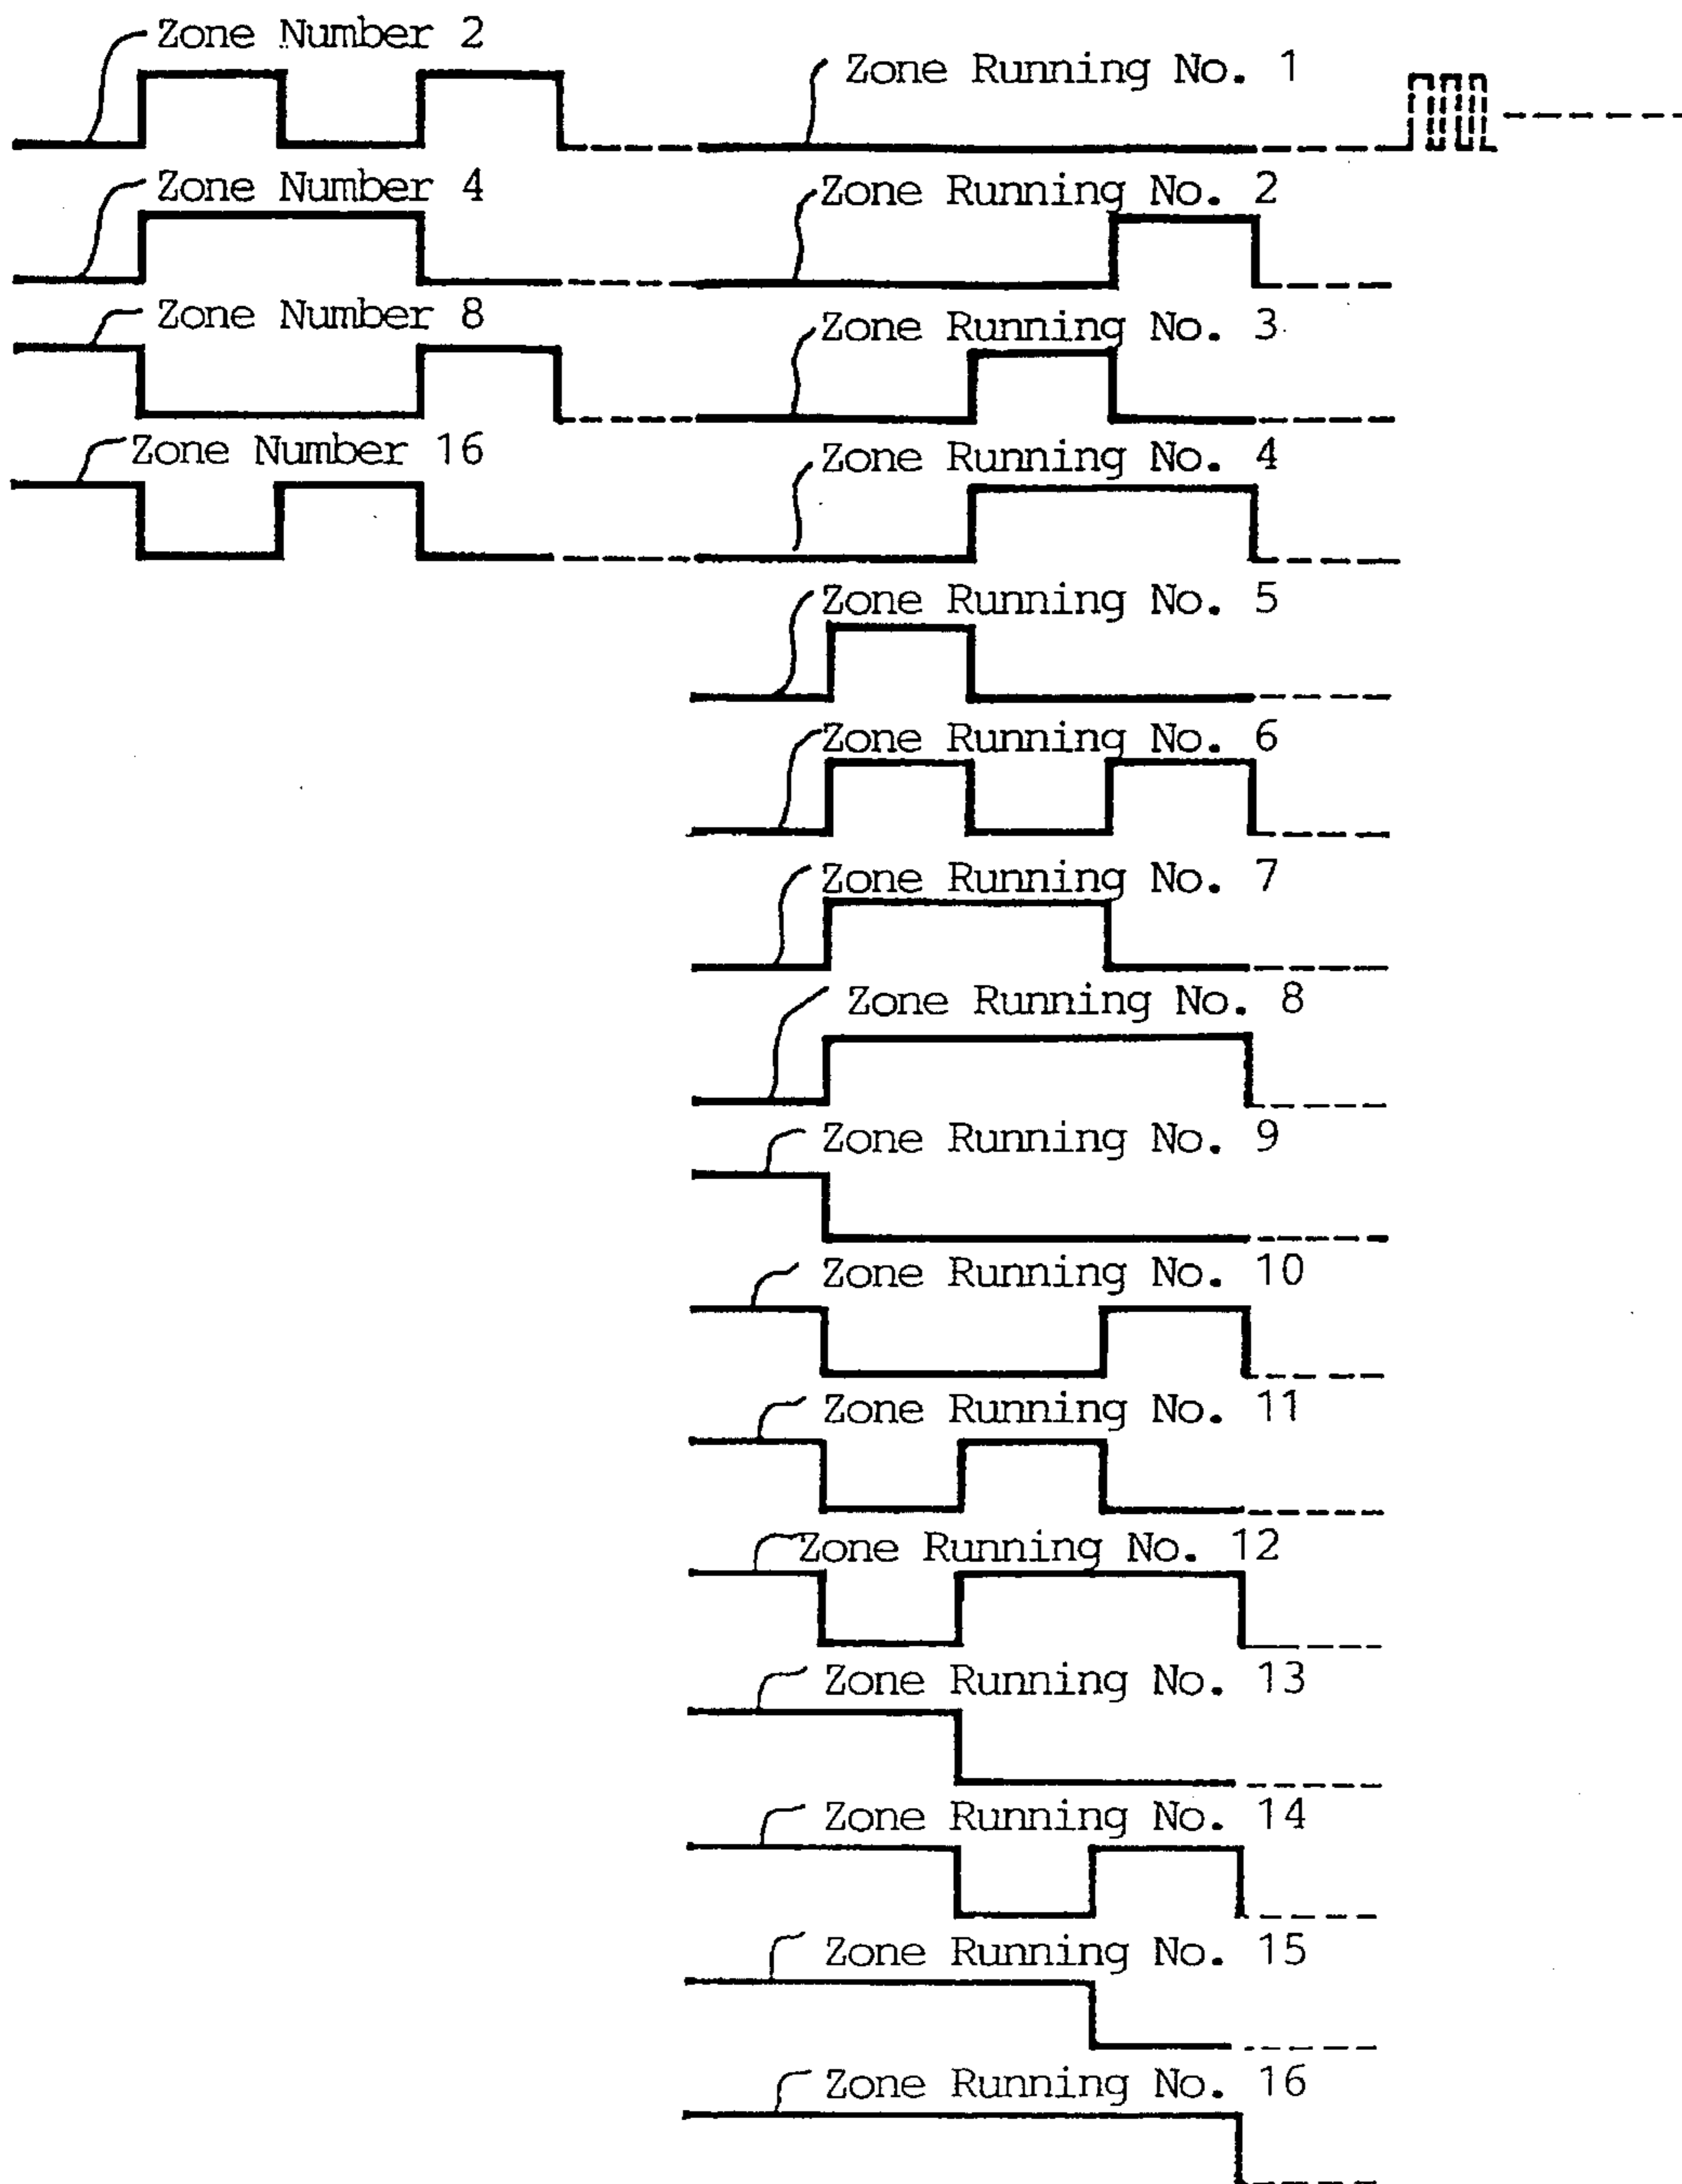 Zone Number 2
Zone Running No. 1
Zone Number 4
Zone Running No. 2
Zone Number 8
Zone Running No. 3
Zone Number 16
Zone Running No. 4
Zone Running No. 5
Zone Running No. 6
Zone Running No. 7
Zone Running No. 8
Zone Running No. 9
Zone Running No. 10
Zone Running No. 11
Zone Running No. 12
Zone Running No. 13
Zone Running No. 14
Zone Running No. 15
Zone Running No. 16